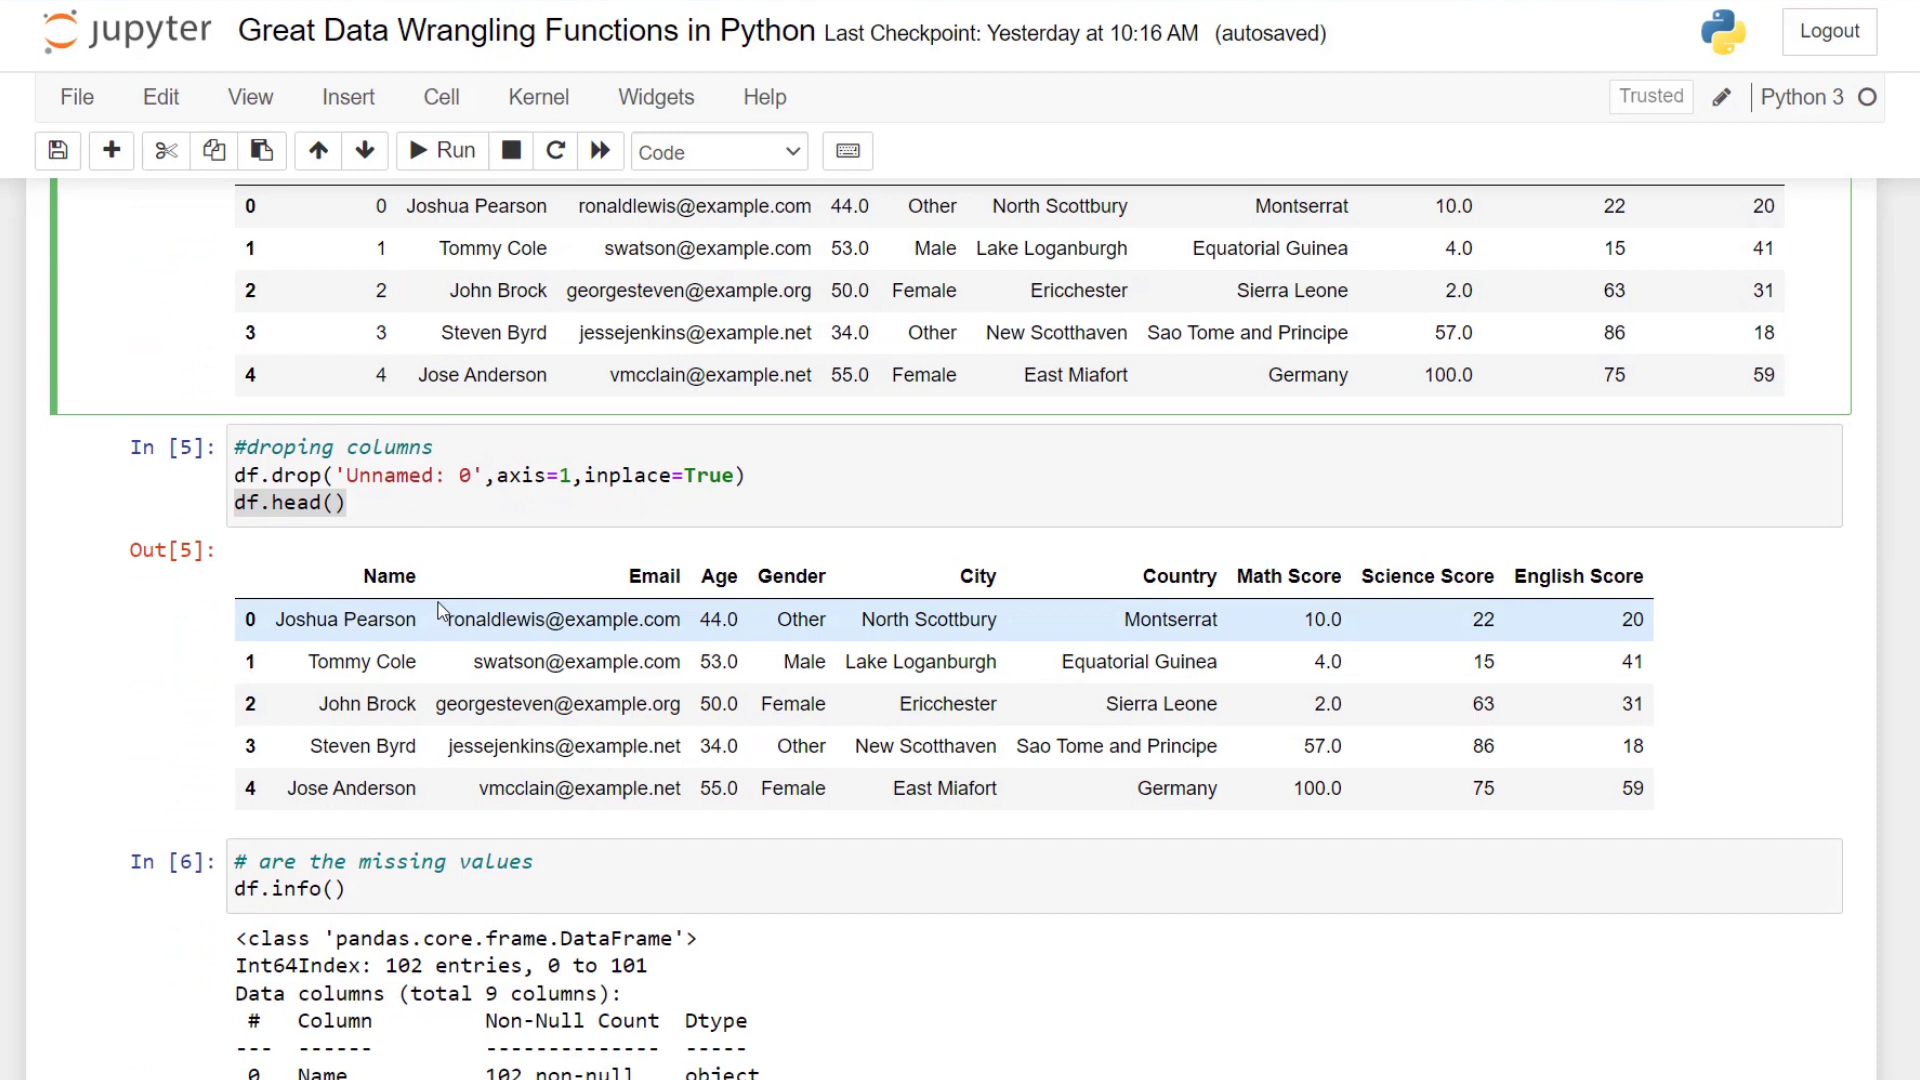 jupyter Great Data Wrangling Functions in Python Last Checkpoint: Yesterday at 10:16 AM (autosaved) Logout
File Edit View Insert Cell Kernel Widgets Help Trusted Python 3
Run Code
0 0 Joshua Pearson ronaldlewis@example.com 44.0 Other North Scottbury Montserrat 10.0 22 20
1 1 Tommy Cole swatson@example.com 53.0 Male Lake Loganburgh Equatorial Guinea 4.0 15 41
2 2 John Brock georgesteven@example.org 50.0 Female Ericchester Sierra Leone 2.0 63 31
3 3 Steven Byrd jessejenkins@example.net 34.0 Other New Scotthaven Sao Tome and Principe 57.0 86 18
4 4 Jose Anderson vmcclain@example.net 55.0 Female East Miafort Germany 100.0 75 59
In [5]: #droping columns
df.drop('Unnamed: 0',axis=1,inplace=True)
df.head()
Out[5]:
Name Email Age Gender City Country Math Score Science Score English Score
0 Joshua Pearson ronaldlewis@example.com 44.0 Other North Scottbury Montserrat 10.0 22 20
1 Tommy Cole swatson@example.com 53.0 Male Lake Loganburgh Equatorial Guinea 4.0 15 41
2 John Brock georgesteven@example.org 50.0 Female Ericchester Sierra Leone 2.0 63 31
3 Steven Byrd jessejenkins@example.net 34.0 Other New Scotthaven Sao Tome and Principe 57.0 86 18
4 Jose Anderson vmcclain@example.net 55.0 Female East Miafort Germany 100.0 75 59
In [6]: # are the missing values
df.info()
<class 'pandas.core.frame.DataFrame'>
Int64Index: 102 entries, 0 to 101
Data columns (total 9 columns):
# Column Non-Null Count Dtype
--- ------ -------------- -----
0 Name 102 non-null object